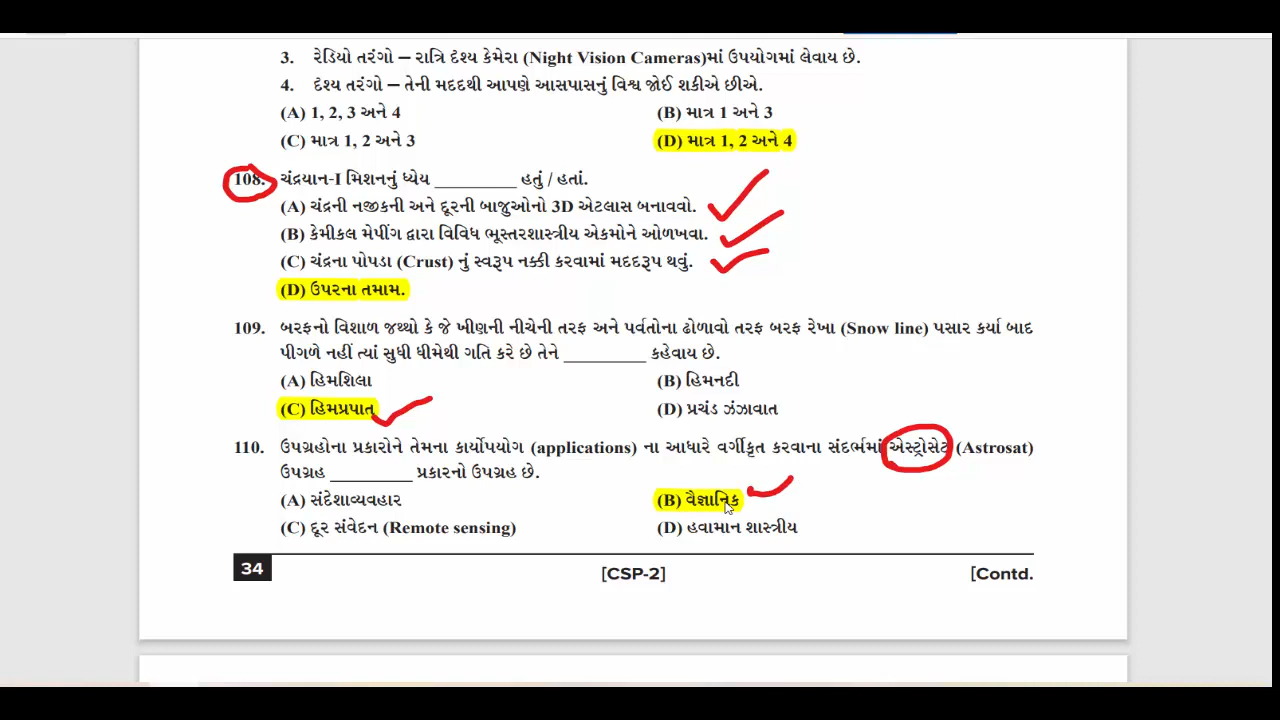 3. રેડિયો તરંગો – રાત્રિ દૃશ્ય કેમેરા (Night Vision Cameras)માં ઉપયોગમાં લેવાય છે.
4. દૃશ્ય તરંગો – તેની મદદથી આપણે આસપાસનું વિશ્વ જોઈ શકીએ છીએ.
(A) 1, 2, 3 અને 4 (B) માત્ર 1 અને 3
(C) માત્ર 1, 2 અને 3 (D) માત્ર 1, 2 અને 4
108. ચંદ્રયાન-I મિશનનું ધ્યેય __________ હતું / હતાં.
(A) ચંદ્રની નજીકની અને દૂરની બાજુઓનો 3D એટલાસ બનાવવો.
(B) કેમીકલ મેપીંગ દ્વારા વિવિધ ભૂસ્તરશાસ્ત્રીય એકમોને ઓળખવા.
(C) ચંદ્રના પોપડા (Crust) નું સ્વરૂપ નક્કી કરવામાં મદદરૂપ થવું.
(D) ઉપરના તમામ.
109. બરફનો વિશાળ જથ્થો કે જે ખીણની નીચેની તરફ અને પર્વતોના ઢોળાવો તરફ બરફ રેખા (Snow line) પસાર કર્યા બાદ
પીગળે નહીં ત્યાં સુધી ધીમેથી ગતિ કરે છે તેને __________ કહેવાય છે.
(A) હિમશિલા (B) હિમનદી
(C) હિમપ્રપાત (D) પ્રચંડ ઝંઝાવાત
110. ઉપગ્રહોના પ્રકારોને તેમના કાર્યોપયોગ (applications) ના આધારે વર્ગીકૃત કરવાના સંદર્ભમાં એસ્ટ્રોસેટ (Astrosat)
ઉપગ્રહ __________ પ્રકારનો ઉપગ્રહ છે.
(A) સંદેશાવ્યવહાર (B) વૈજ્ઞાનિક
(C) દૂર સંવેદન (Remote sensing) (D) હવામાન શાસ્ત્રીય
34 [CSP-2] [Contd.